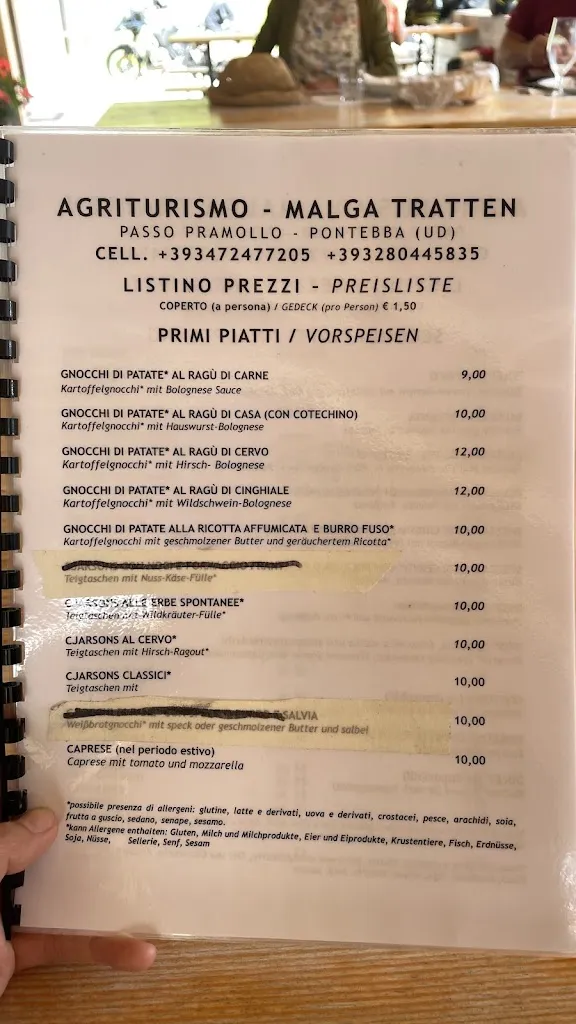 AGRITURISMO - MALGA TRATTEN
PASSO PRAMOLLO - PONTEBBA (UD)
CELL. +393472477205 +393280445835
LISTINO PREZZI - PREISLISTE
COPERTO (a persona) / GEDECK (pro Person) € 1,50
PRIMI PIATTI / VORSPEISEN
GNOCCHI DI PATATE* AL RAGÙ DI CARNE 9,00
Kartoffelgnocchi* mit Bolognese Sauce
GNOCCHI DI PATATE* AL RAGÙ DI CASA (CON COTECHINO) 10,00
Kartoffelgnocchi* mit Hauswurst-Bolognese
GNOCCHI DI PATATE* AL RAGÙ DI CERVO 12,00
Kartoffelgnocchi* mit Hirsch- Bolognese
GNOCCHI DI PATATE* AL RAGÙ DI CINGHIALE 12,00
Kartoffelgnocchi* mit Wildschwein-Bolognese
GNOCCHI DI PATATE ALLA RICOTTA AFFUMICATA E BURRO FUSO* 10,00
Kartoffelgnocchi mit geschmolzener Butter und geräuchertem Ricotta*
10,00
Teigtaschen mit Nuss-Käse-Fülle*
CJARSONS ALLE ERBE SPONTANEE* 10,00
Teigtaschen mit Wildkräuter-Fülle*
CJARSONS AL CERVO* 10,00
Teigtaschen mit Hirsch-Ragout*
CJARSONS CLASSICI* 10,00
Teigtaschen mit
SALVIA 10,00
Weißbrotgnocchi* mit speck oder geschmolzener Butter und salbei
CAPRESE (nel periodo estivo) 10,00
Caprese mit tomato und mozzarella
*possibile presenza di allergeni: glutine, latte e derivati, uova e derivati, crostacei, pesce, arachidi, soia,
frutta a guscio, sedano, senape, sesamo.
*kann Allergene enthalten: Gluten, Milch und Milchprodukte, Eier und Eiprodukte, Krustentiere, Fisch, Erdnüsse,
Soja, Nüsse, Sellerie, Senf, Sesam